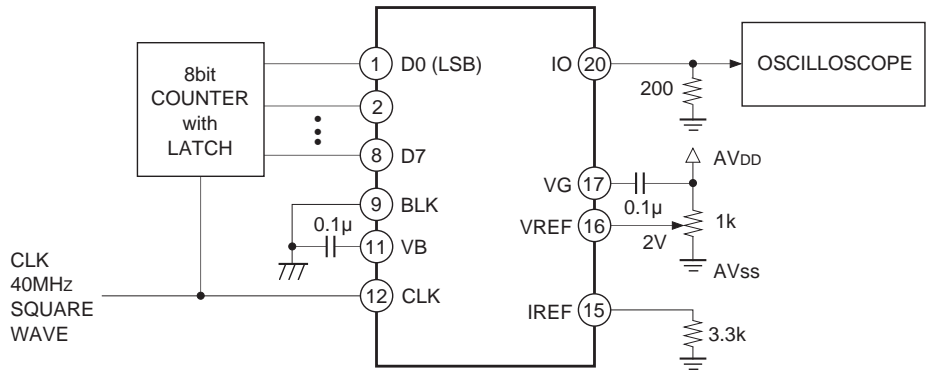 8bit
COUNTER
with
LATCH
CLK
40MHz
SQUARE
WAVE
1 D0 (LSB)
2
8 D7
9 BLK
0.1µ
11 VB
12 CLK
IO 20
200
OSCILLOSCOPE
AVDD
VG 17
0.1µ
1k
VREF 16
2V
AVss
IREF 15
3.3k